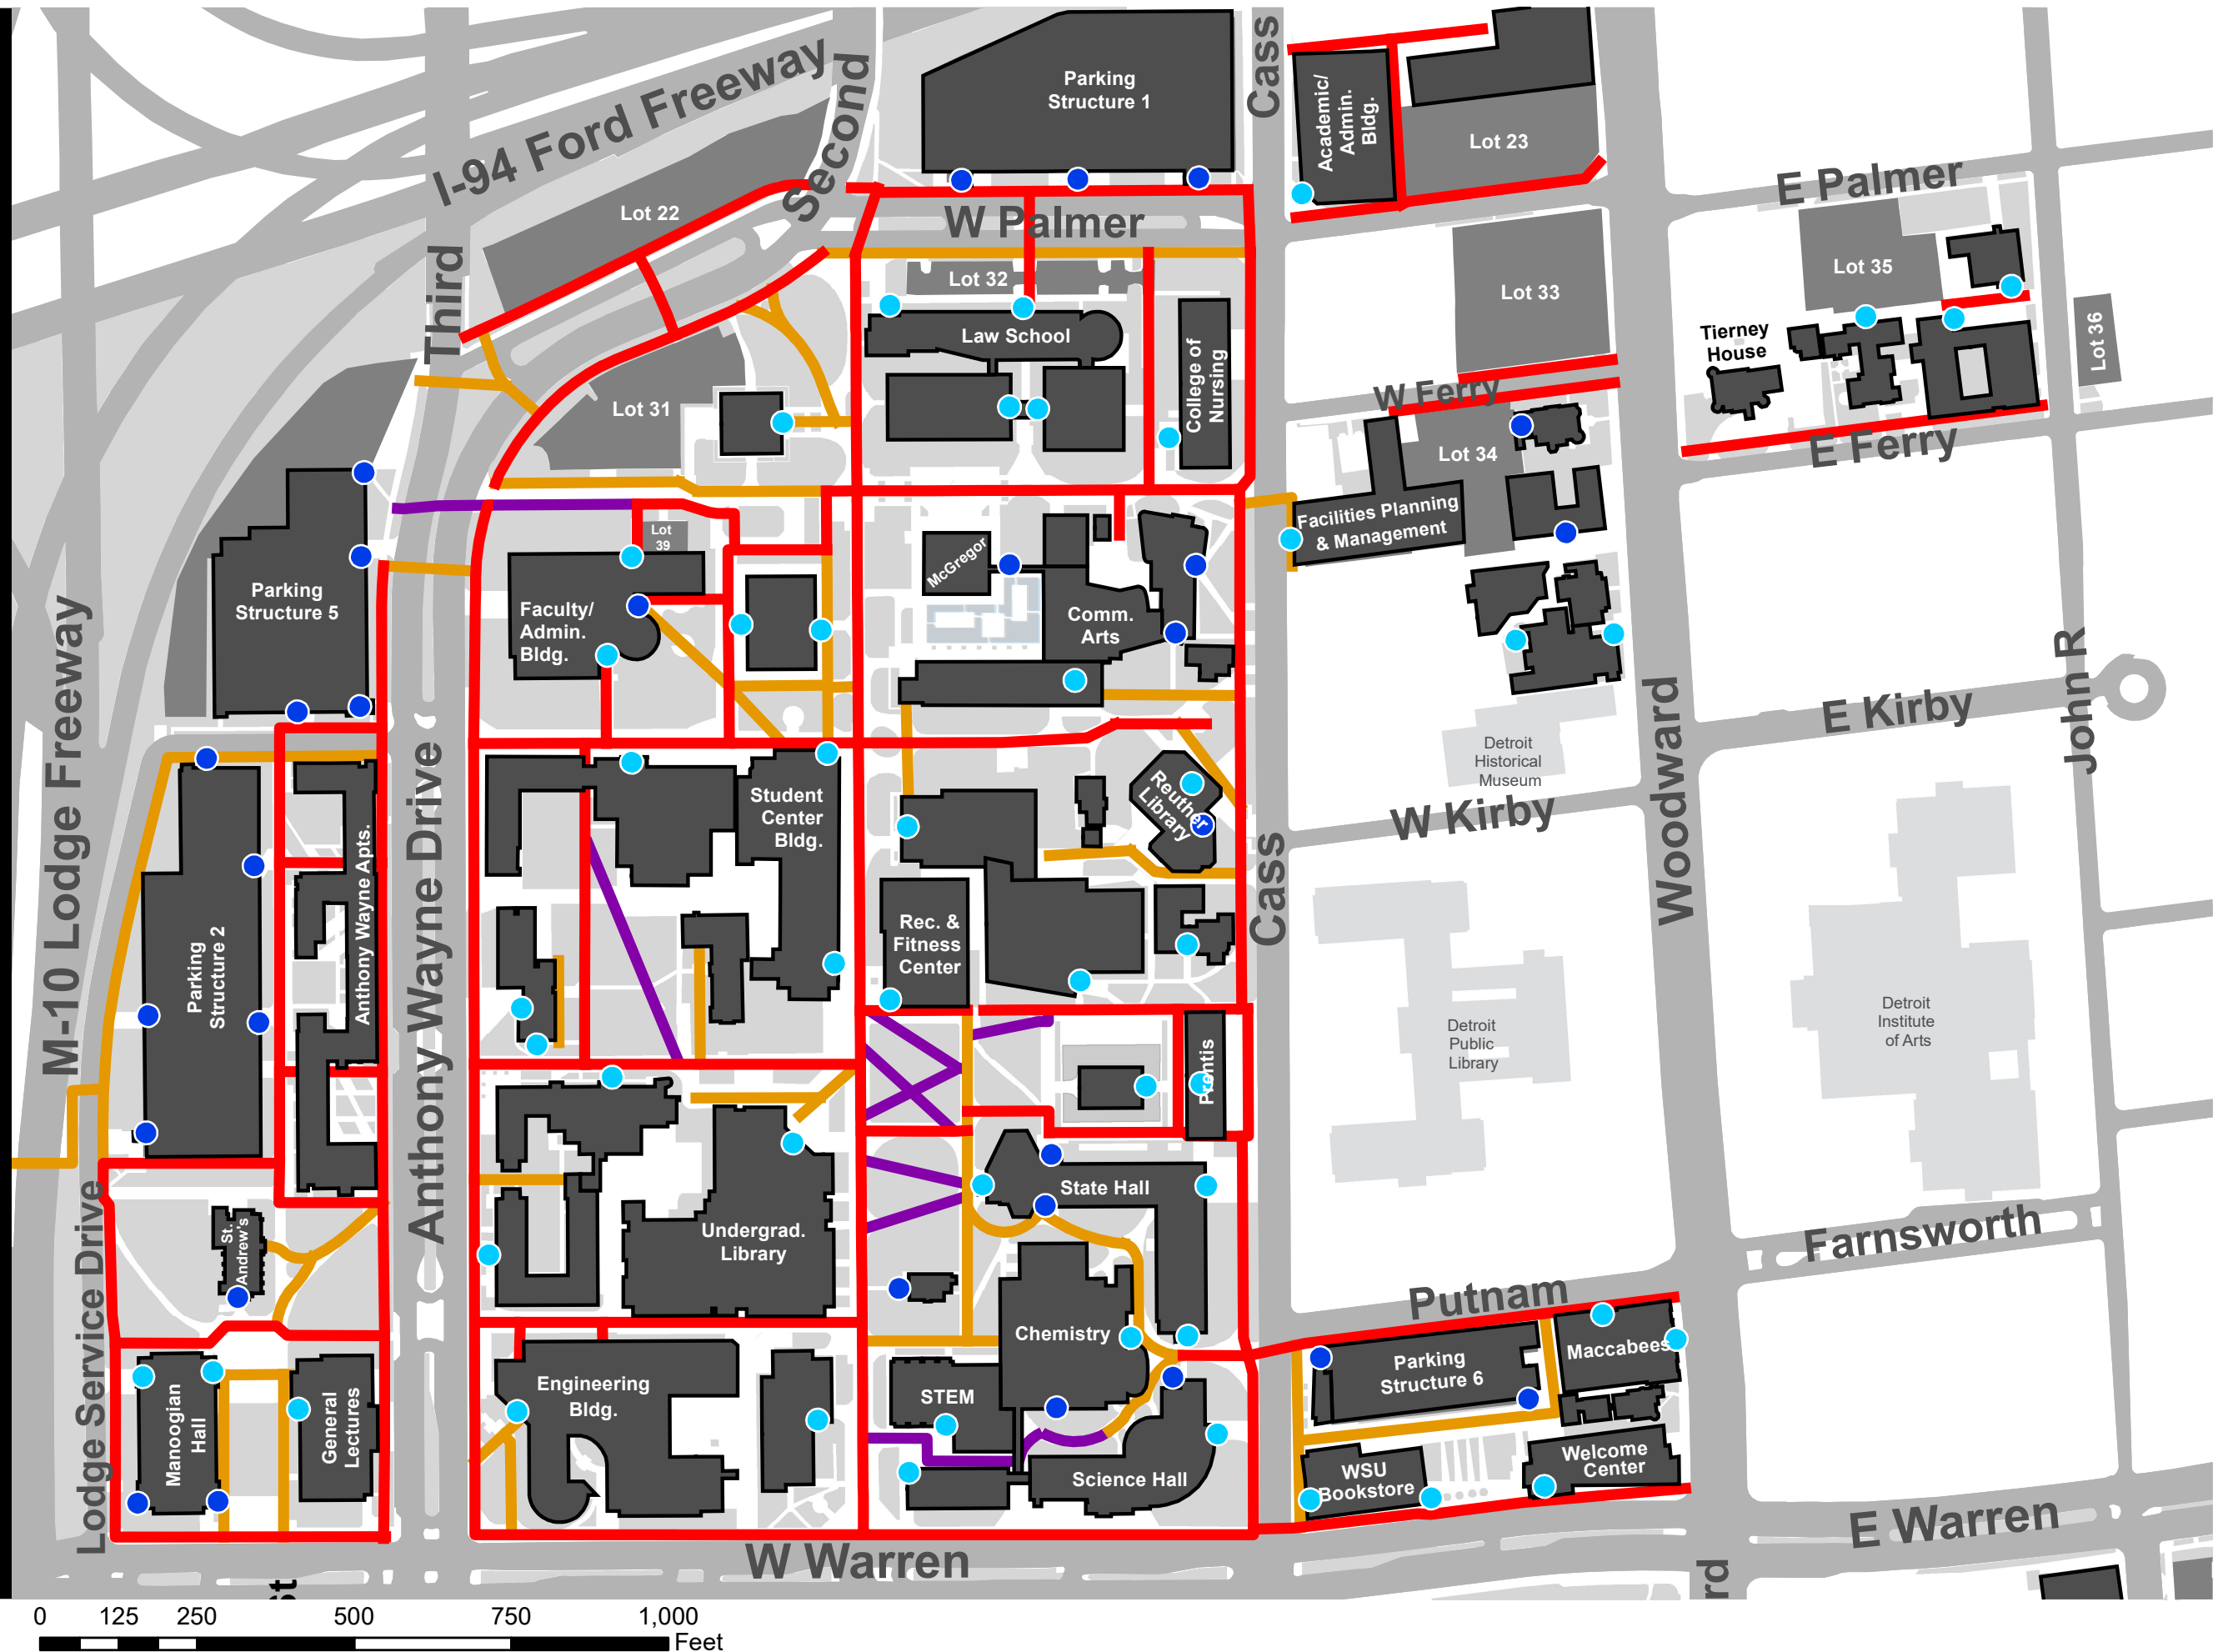 Cass
Parking
Structure 1
Academic/
Admin.
Bldg.
Lot 23
I-94 Ford Freeway
Second
Lot 22
W Palmer
E Palmer
Third
Lot 32
Lot 33
Lot 35
Law School
College of
Nursing
Tierney
House
Lot 36
W Ferry
E Ferry
Lot 31
Lot 34
Facilities Planning
& Management
Lot
39
McGregor
Parking
Structure 5
Faculty/
Admin.
Bldg.
Comm.
Arts
John R
M-10 Lodge Freeway
E Kirby
Woodward
Detroit
Historical
Museum
W Kirby
Anthony Wayne Drive
Anthony Wayne Apts.
Student
Center
Bldg.
Reuther
Library
Cass
Parking
Structure 2
Rec. &
Fitness
Center
Detroit
Public
Library
Detroit
Institute
of Arts
Prentis
State Hall
Lodge Service Drive
St.
Andrew's
Undergrad.
Library
Farnsworth
Putnam
Chemistry
Parking
Structure 6
Maccabees
Manoogian
Hall
General
Lectures
Engineering
Bldg.
STEM
Science Hall
WSU
Bookstore
Welcome
Center
W Warren
E Warren
st
rd
0 125 250 500 750 1,000
Feet